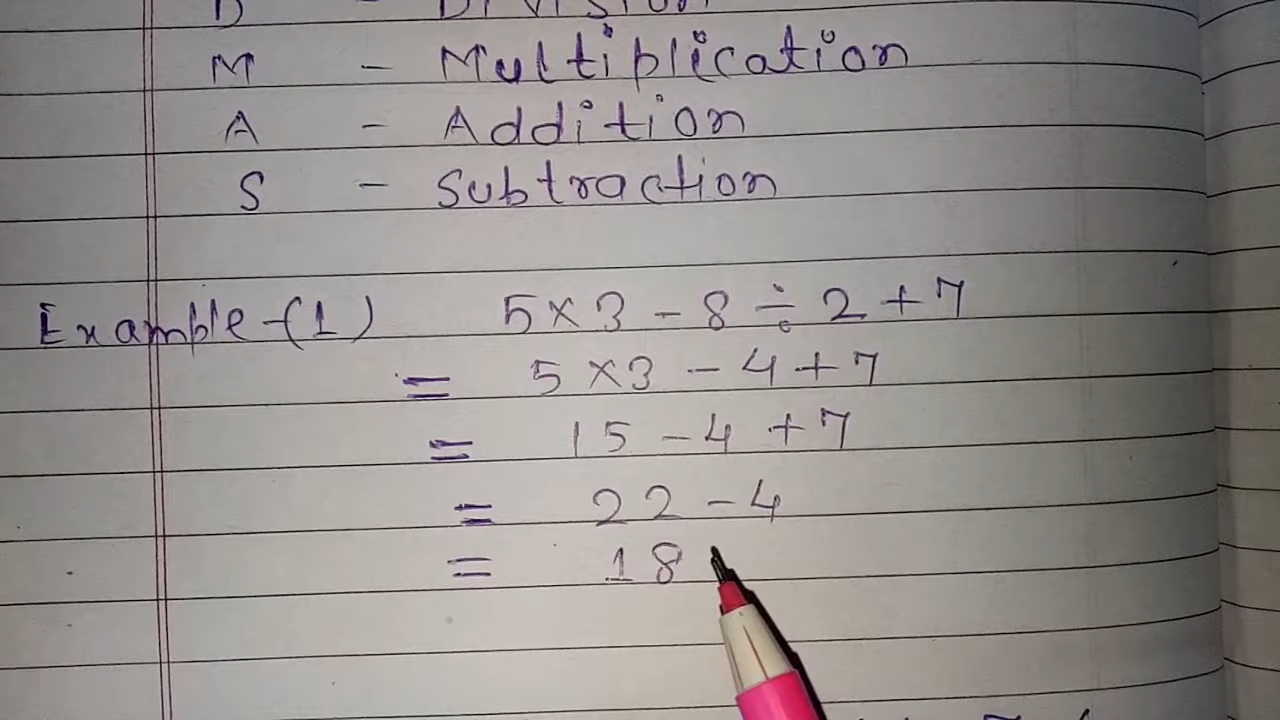 D - Division
M - Multiplication
A - Addition
S - Subtraction
Example-(1) 5×3-8÷2+7
= 5×3-4+7
= 15-4+7
= 22-4
= 18